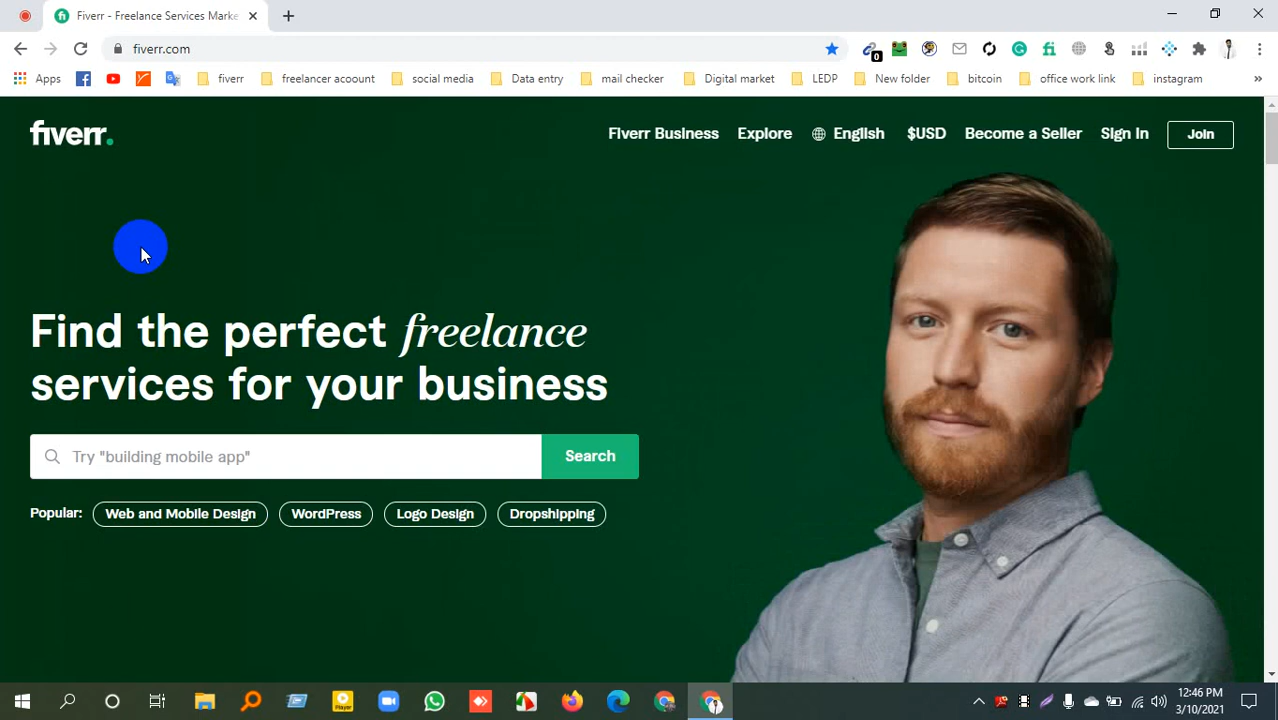 Fiverr - Freelance Services Marke
fiverr.com
0
Apps
fiverr
freelancer acoount
social media
Data entry
mail checker
Digital market
LEDP
New folder
bitcoin
office work link
instagram
»
fiverr.
Fiverr Business
Explore
English
$USD
Become a Seller
Sign In
Join
Find the perfect freelance
services for your business
Try "building mobile app"
Search
Popular:
Web and Mobile Design
WordPress
Logo Design
Dropshipping
Player
12:46 PM
3/10/2021